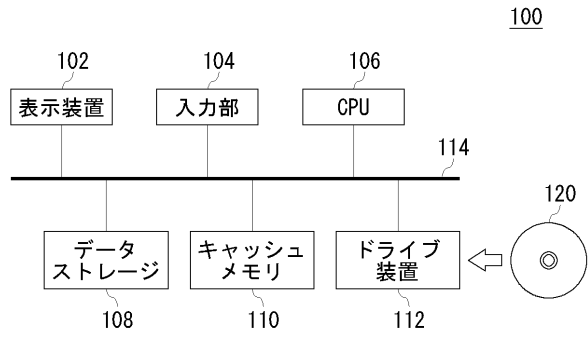 100
102
104
106
表示装置
入力部
CPU
114
120
データ
ストレージ
キャッシュ
メモリ
ドライブ
装置
108
110
112